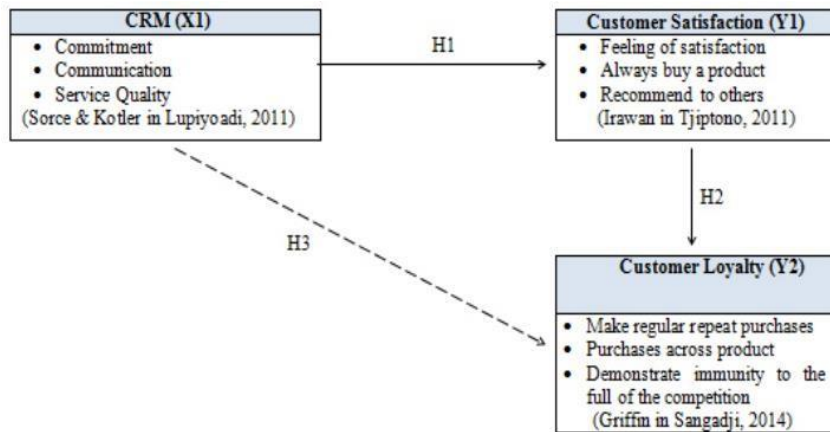 CRM (X1)
• Commitment
• Communication
• Service Quality
(Sorce & Kotler in Lupiyoadi, 2011)
H1
Customer Satisfaction (Y1)
• Feeling of satisfaction
• Always buy a product
• Recommend to others
(Irawan in Tjiptono, 2011)
H2
H3
Customer Loyalty (Y2)
• Make regular repeat purchases
• Purchases across product
• Demonstrate immunity to the
full of the competition
(Griffin in Sangadji, 2014)